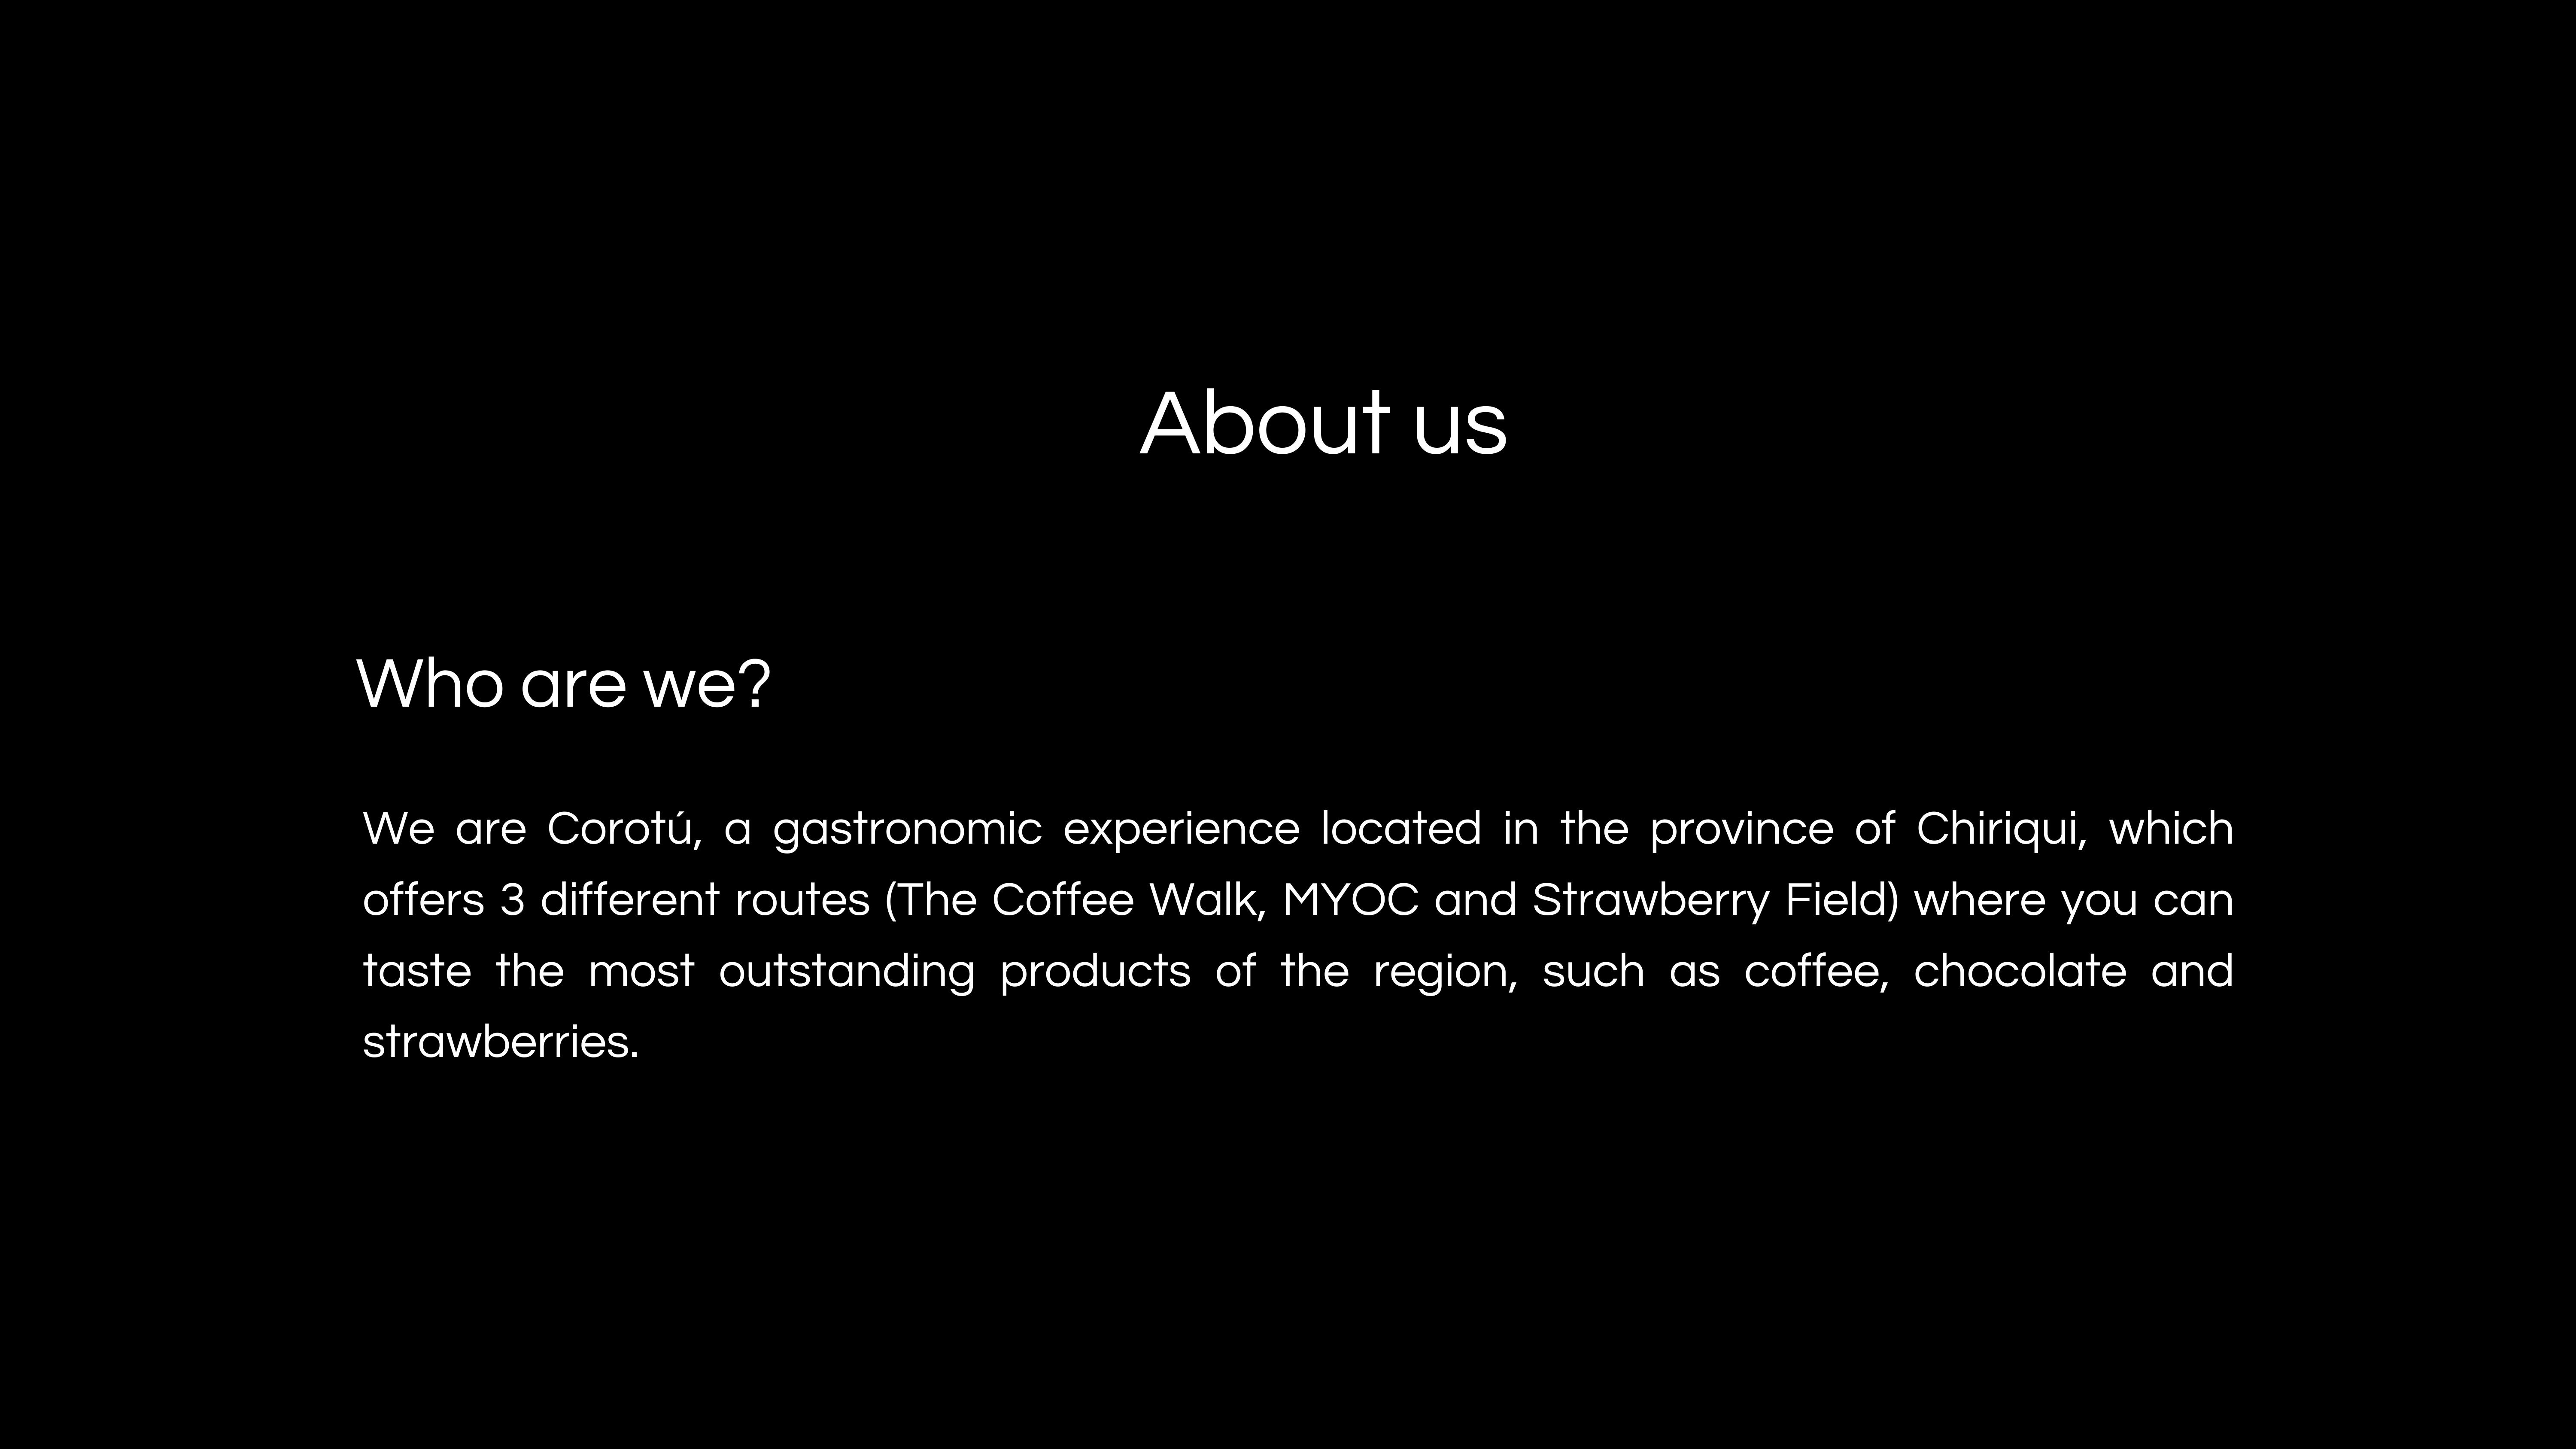 About us
Who are we?
We are Corotú, a gastronomic experience located in the province of Chiriqui, which
offers 3 different routes (The Coffee Walk, MYOC and Strawberry Field) where you can
taste the most outstanding products of the region, such as coffee, chocolate and
strawberries.